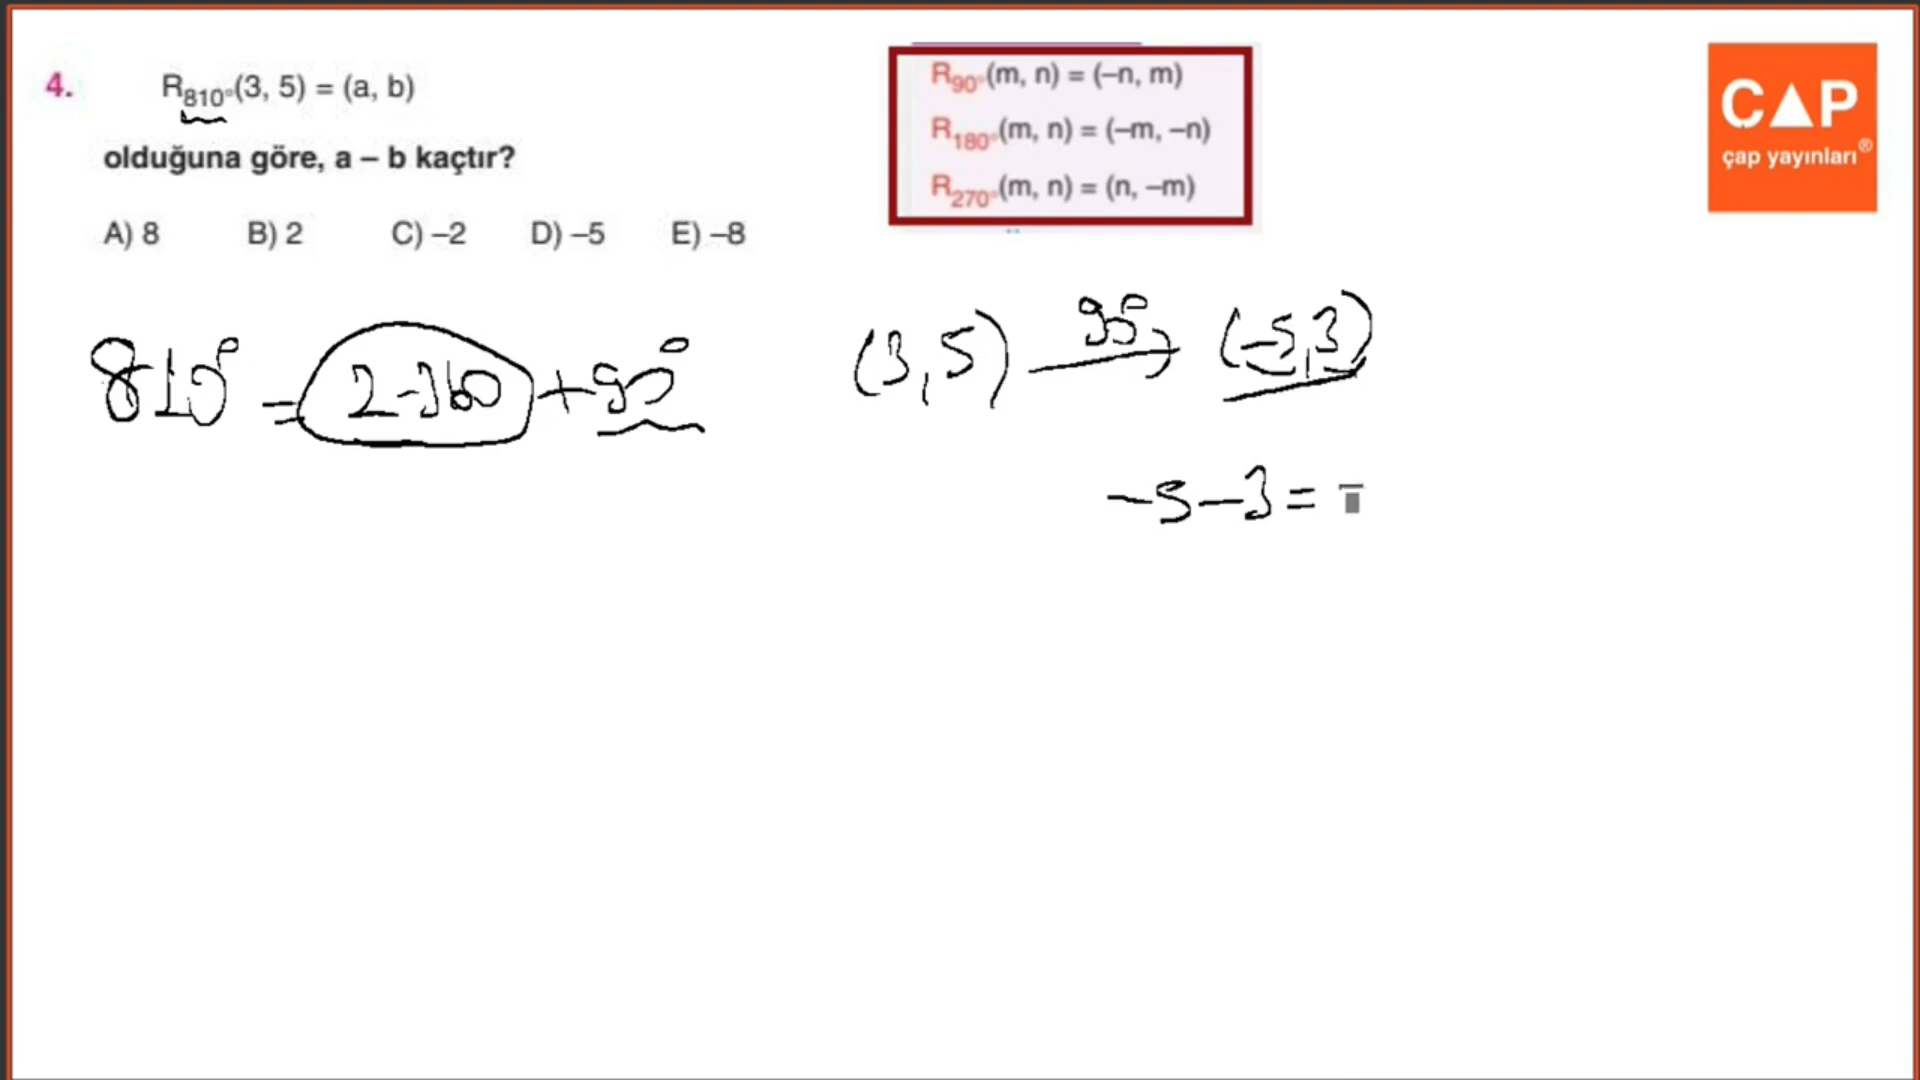 4. R810°(3, 5) = (a, b)
olduğuna göre, a – b kaçtır?
A) 8 B) 2 C) –2 D) –5 E) –8
R90°(m, n) = (–n, m)
R180°(m, n) = (–m, –n)
R270°(m, n) = (n, –m)
CAP
çap yayınları®
810° = 2·360 + 90°
(3,5) 90° (-5,3)
-5-3= -